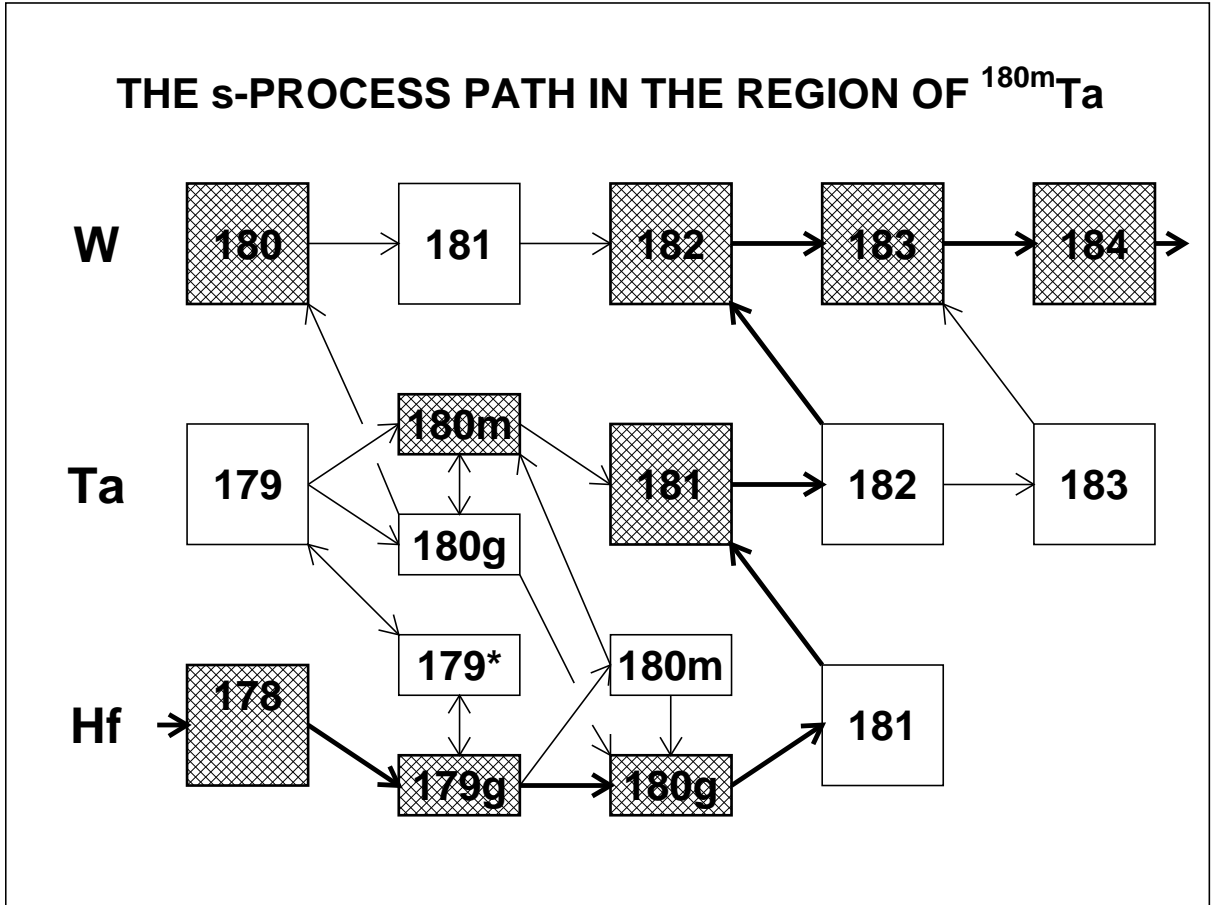 THE s-PROCESS PATH IN THE REGION OF 180mTa
W 180 181 182 183 184
180m
Ta 179 181 182 183
180g
179* 180m
178
Hf 181
179g 180g